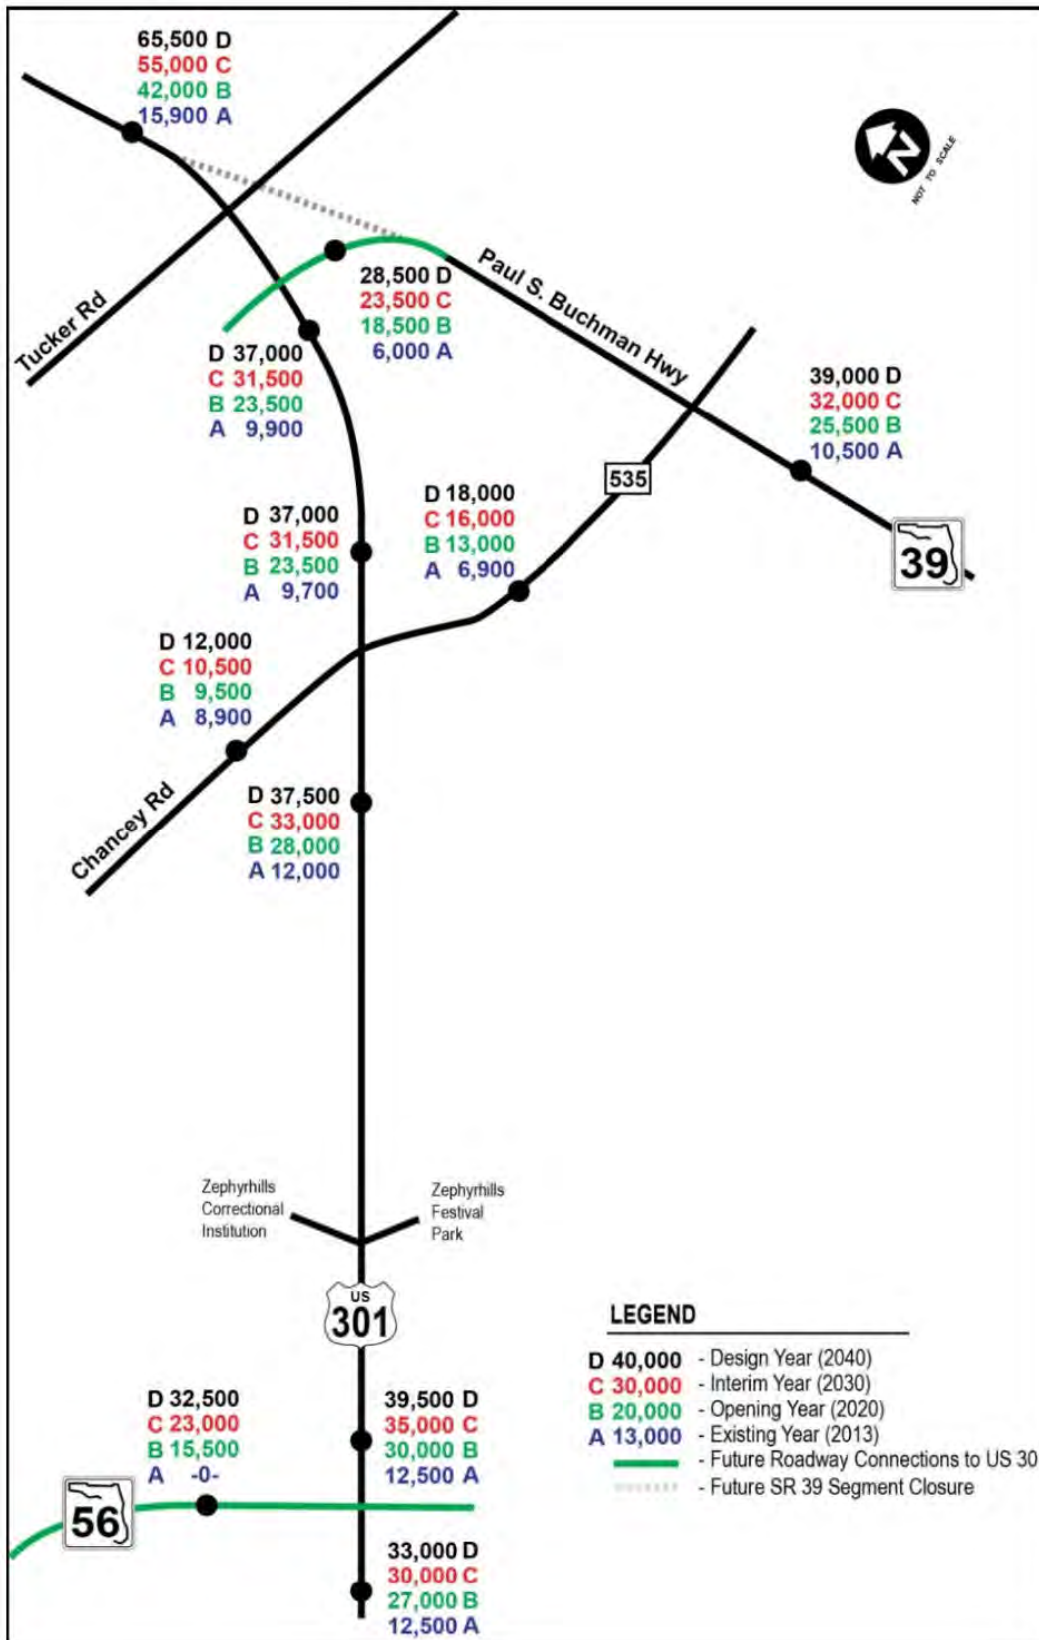 65,500 D
55,000 C
42,000 B
15,900 A
N
NOT TO SCALE
Tucker Rd
28,500 D
23,500 C
18,500 B
6,000 A
Paul S. Buchman Hwy
D 37,000
C 31,500
B 23,500
A 9,900
39,000 D
32,000 C
25,500 B
10,500 A
535
39
D 18,000
C 16,000
B 13,000
A 6,900
D 37,000
C 31,500
B 23,500
A 9,700
D 12,000
C 10,500
B 9,500
A 8,900
Chancey Rd
D 37,500
C 33,000
B 28,000
A 12,000
Zephyrhills
Correctional
Institution
Zephyrhills
Festival
Park
US
301
LEGEND
D 40,000 - Design Year (2040)
C 30,000 - Interim Year (2030)
B 20,000 - Opening Year (2020)
A 13,000 - Existing Year (2013)
- Future Roadway Connections to US 30
- Future SR 39 Segment Closure
D 32,500
C 23,000
B 15,500
A -0-
39,500 D
35,000 C
30,000 B
12,500 A
56
33,000 D
30,000 C
27,000 B
12,500 A